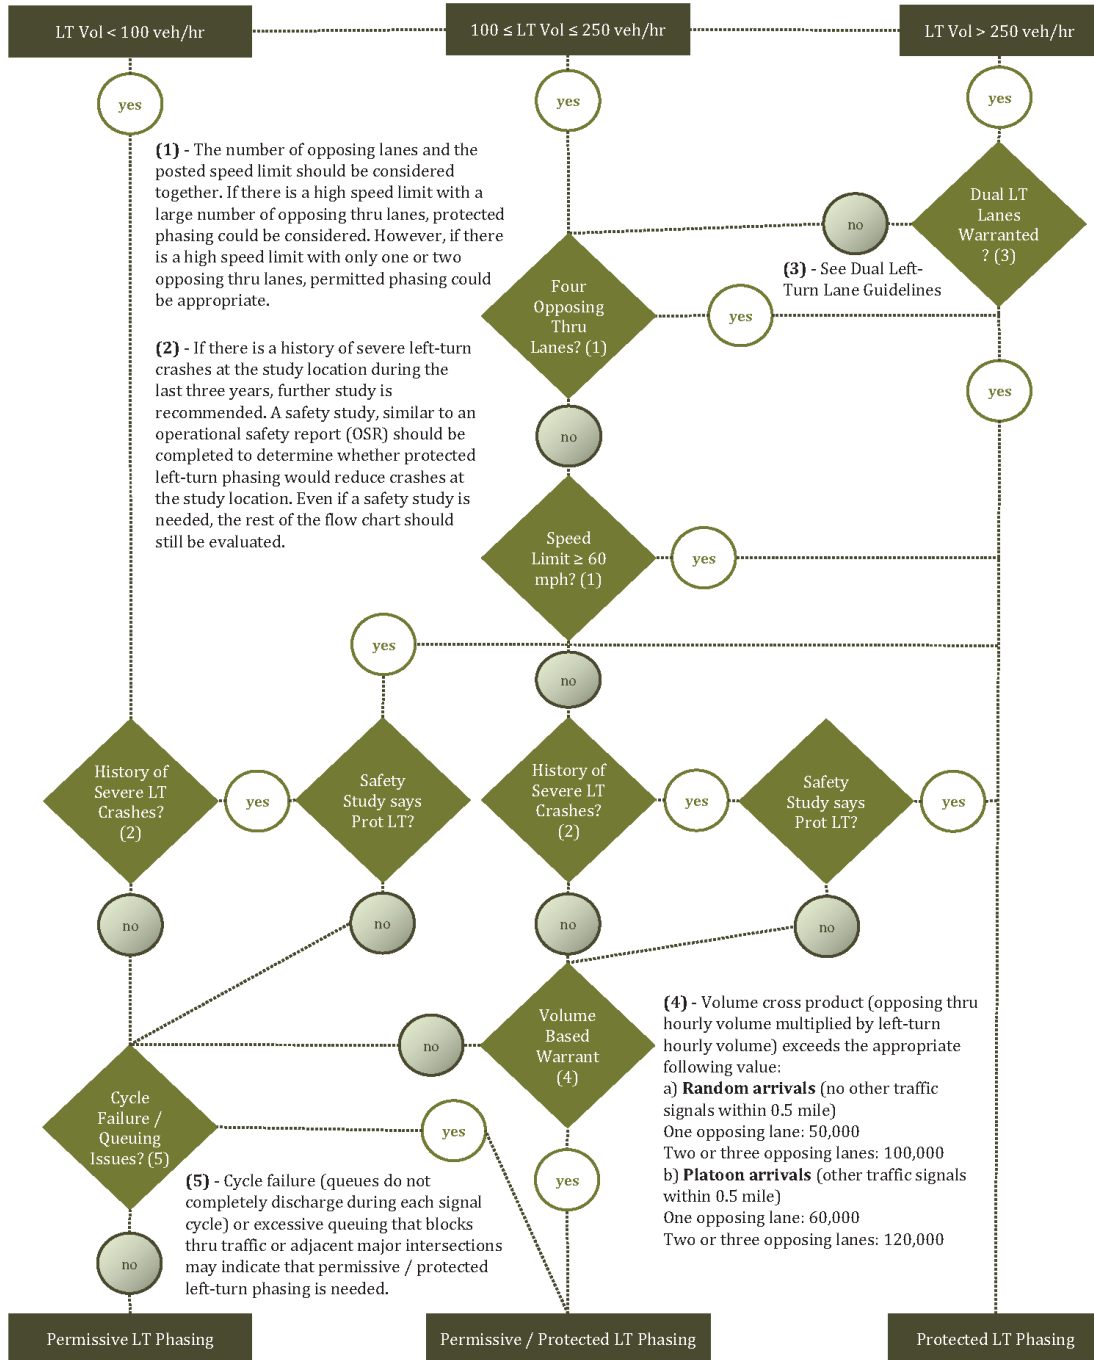 LT Vol < 100 veh/hr
100 ≤ LT Vol ≤ 250 veh/hr
LT Vol > 250 veh/hr
yes
yes
yes
(1) - The number of opposing lanes and the
posted speed limit should be considered
together. If there is a high speed limit with a
large number of opposing thru lanes, protected
phasing could be considered. However, if there
is a high speed limit with only one or two
opposing thru lanes, permitted phasing could
be appropriate.
Dual LT
Lanes
Warranted
? (3)
no
(3) - See Dual Left-
Turn Lane Guidelines
Four
Opposing
Thru
Lanes? (1)
yes
yes
(2) - If there is a history of severe left-turn
crashes at the study location during the
last three years, further study is
recommended. A safety study, similar to an
operational safety report (OSR) should be
completed to determine whether protected
left-turn phasing would reduce crashes at
the study location. Even if a safety study is
needed, the rest of the flow chart should
still be evaluated.
no
Speed
Limit ≥ 60
mph? (1)
yes
yes
no
History of
Severe LT
Crashes?
(2)
yes
Safety
Study says
Prot LT?
History of
Severe LT
Crashes?
(2)
yes
Safety
Study says
Prot LT?
yes
no
no
no
no
Volume
Based
Warrant
(4)
no
(4) - Volume cross product (opposing thru
hourly volume multiplied by left-turn
hourly volume) exceeds the appropriate
following value:
a) Random arrivals (no other traffic
signals within 0.5 mile)
One opposing lane: 50,000
Two or three opposing lanes: 100,000
b) Platoon arrivals (other traffic signals
within 0.5 mile)
One opposing lane: 60,000
Two or three opposing lanes: 120,000
Cycle
Failure /
Queuing
Issues? (5)
yes
yes
(5) - Cycle failure (queues do not
completely discharge during each signal
cycle) or excessive queuing that blocks
thru traffic or adjacent major intersections
may indicate that permissive / protected
left-turn phasing is needed.
no
Permissive LT Phasing
Permissive / Protected LT Phasing
Protected LT Phasing